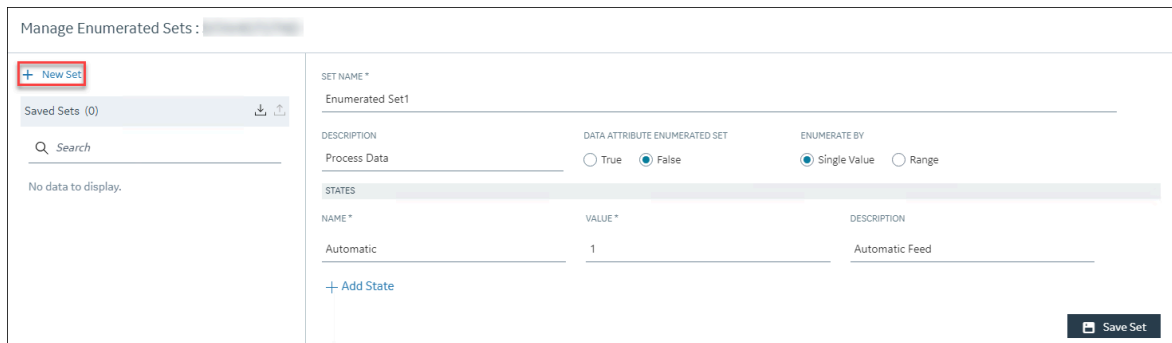 Manage Enumerated Sets :
+ New Set
Saved Sets (0)
Search
No data to display.
SET NAME *
Enumerated Set1
DESCRIPTION DATA ATTRIBUTE ENUMERATED SET ENUMERATE BY
Process Data True False Single Value Range
STATES
NAME * VALUE * DESCRIPTION
Automatic 1 Automatic Feed
+ Add State
Save Set